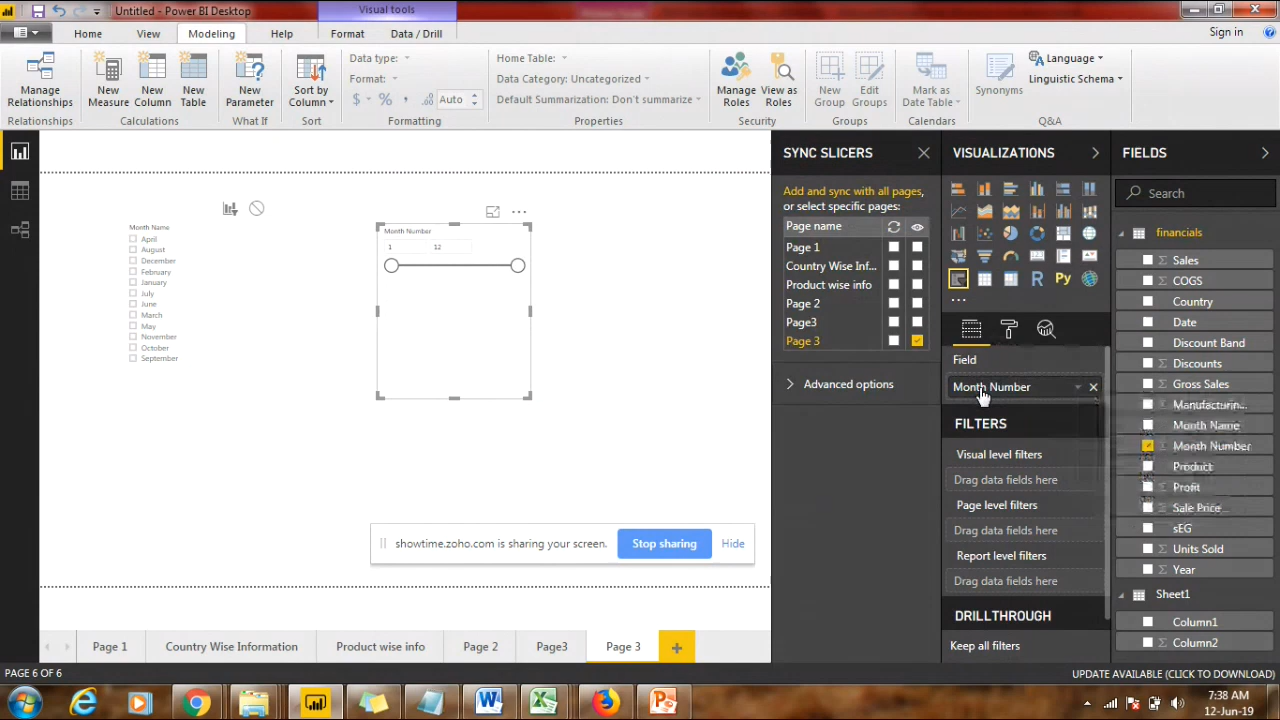 Untitled - Power BI Desktop
Visual tools
Home View Modeling Help Format Data / Drill
Sign in
Manage Relationships
New Measure
New Column
New Table
New Parameter
Sort by Column
Data type:
Format:
$ % , .00 Auto
Home Table:
Data Category: Uncategorized
Default Summarization: Don't summarize
Manage Roles
View as Roles
New Group
Edit Groups
Mark as Date Table
Synonyms
Language
Linguistic Schema
Relationships Calculations What If Sort Formatting Properties Security Groups Calendars Q&A
Month Name
April
August
December
February
January
July
June
March
May
November
October
September
Month Number
1 12
showtime.zoho.com is sharing your screen. Stop sharing Hide
SYNC SLICERS
Add and sync with all pages,
or select specific pages:
Page name
Page 1
Country Wise Inf...
Product wise info
Page 2
Page3
Page 3
Advanced options
VISUALIZATIONS
R Py
Field
Month Number
FILTERS
Visual level filters
Drag data fields here
Page level filters
Drag data fields here
Report level filters
Drag data fields here
DRILLTHROUGH
Keep all filters
FIELDS
Search
financials
Sales
COGS
Country
Date
Discount Band
Discounts
Gross Sales
Manufacturin...
Month Name
Month Number
Product
Profit
Sale Price
sEG
Units Sold
Year
Sheet1
Column1
Column2
Page 1 Country Wise Information Product wise info Page 2 Page3 Page 3
PAGE 6 OF 6
UPDATE AVAILABLE (CLICK TO DOWNLOAD)
7:38 AM
12-Jun-19